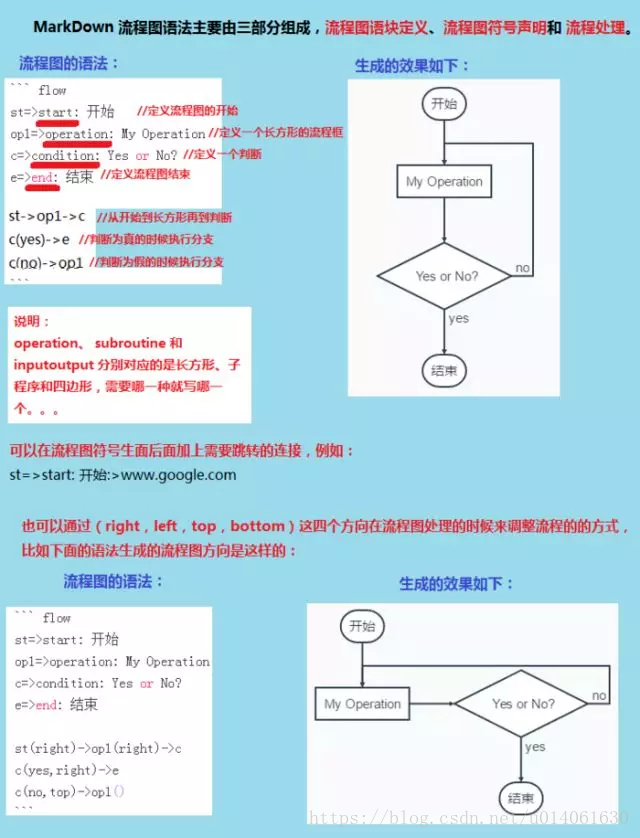 MarkDown 流程图语法主要由三部分组成，流程图语块定义、流程图符号声明和 流程处理。
流程图的语法：
``` flow
st=>start: 开始 //定义流程图的开始
op1=>operation: My Operation //定义一个长方形的流程框
c=>condition: Yes or No? //定义一个判断
e=>end: 结束 //定义流程图结束
st->op1->c //从开始到长方形再到判断
c(yes)->e //判断为真的时候执行分支
c(no)->op1 //判断为假的时候执行分支
```
生成的效果如下：
开始
My Operation
Yes or No?
no
yes
结束
说明：
operation、 subroutine 和
inputoutput 分别对应的是长方形、子
程序和四边形，需要哪一种就写哪一
个。。。
可以在流程图符号生面后面加上需要跳转的连接，例如：
st=>start: 开始:>www.google.com
也可以通过（right，left，top，bottom）这四个方向在流程图处理的时候来调整流程的的方式，
比如下面的语法生成的流程图方向是这样的：
流程图的语法：
``` flow
st=>start: 开始
op1=>operation: My Operation
c=>condition: Yes or No?
e=>end: 结束
st(right)->op1(right)->c
c(yes,right)->e
c(no,top)->op1()
```
生成的效果如下：
开始
My Operation
Yes or No?
no
yes
结束
https://blog.csdn.net/u014061630